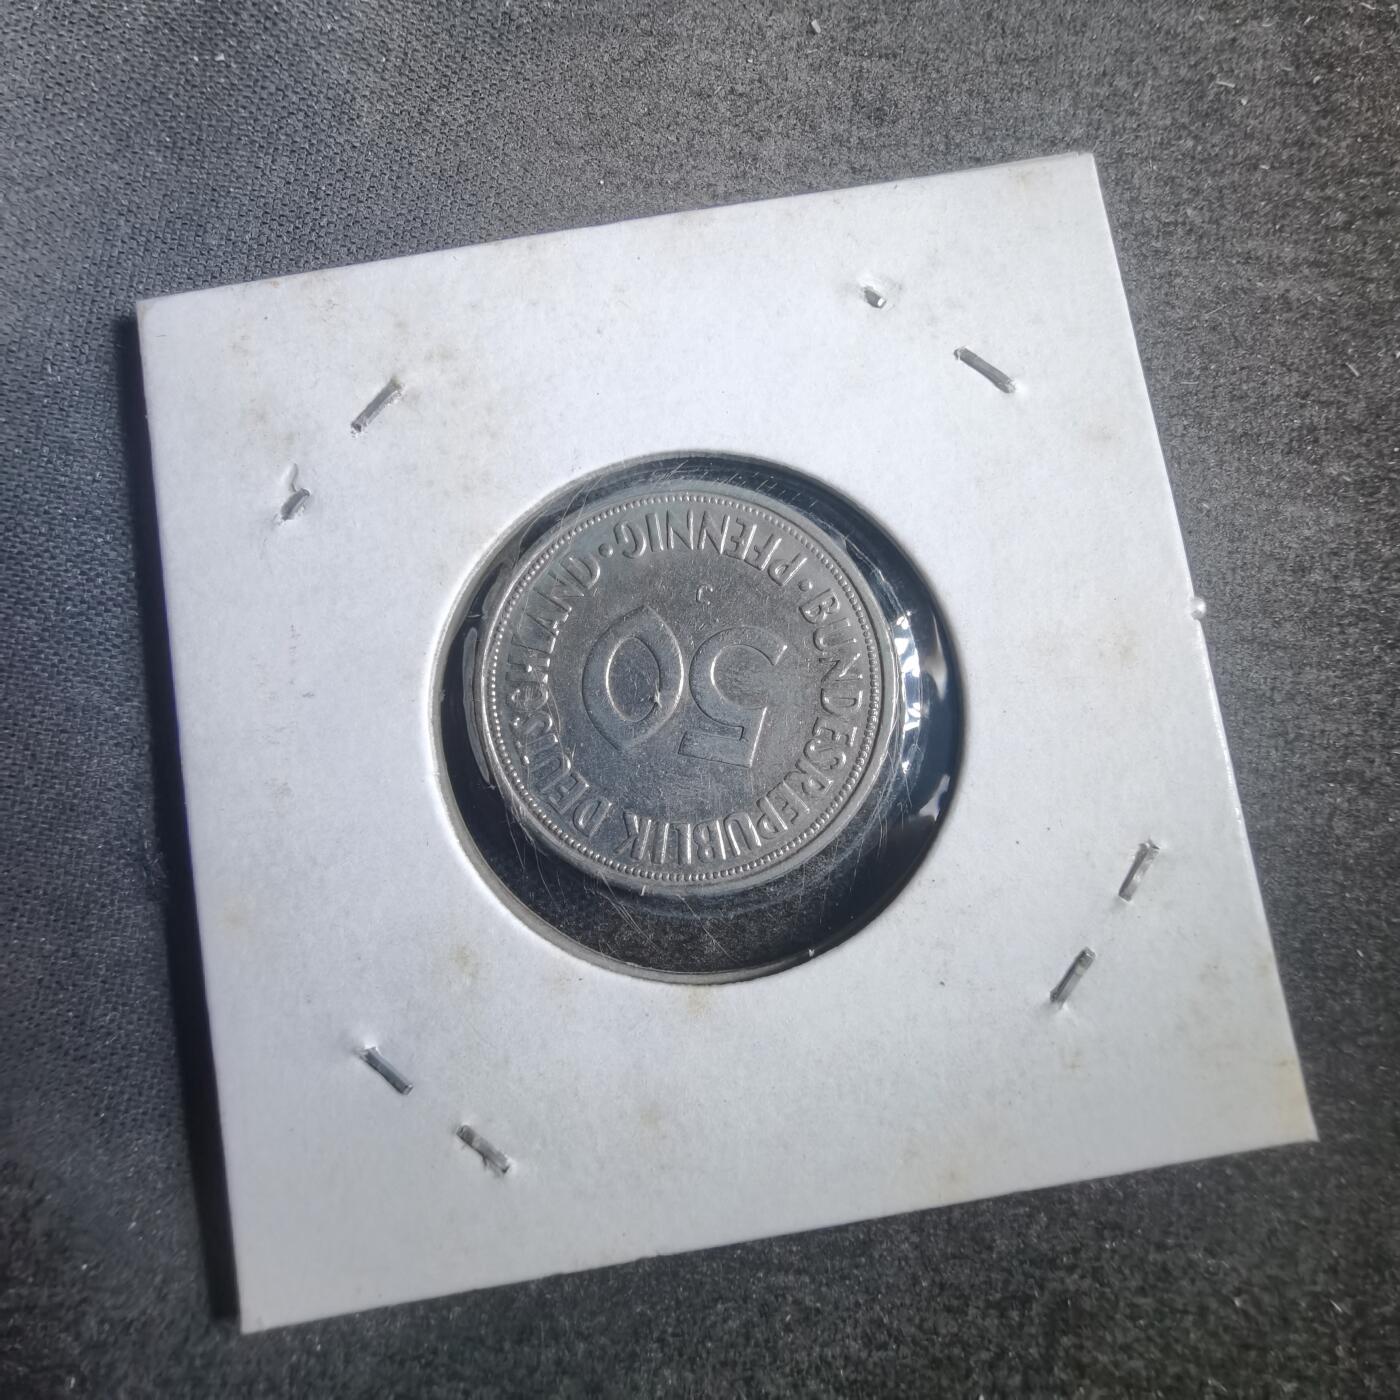 BUNDESREPUBLIK DEUTSCHLAND
50
· PFENNIG ·